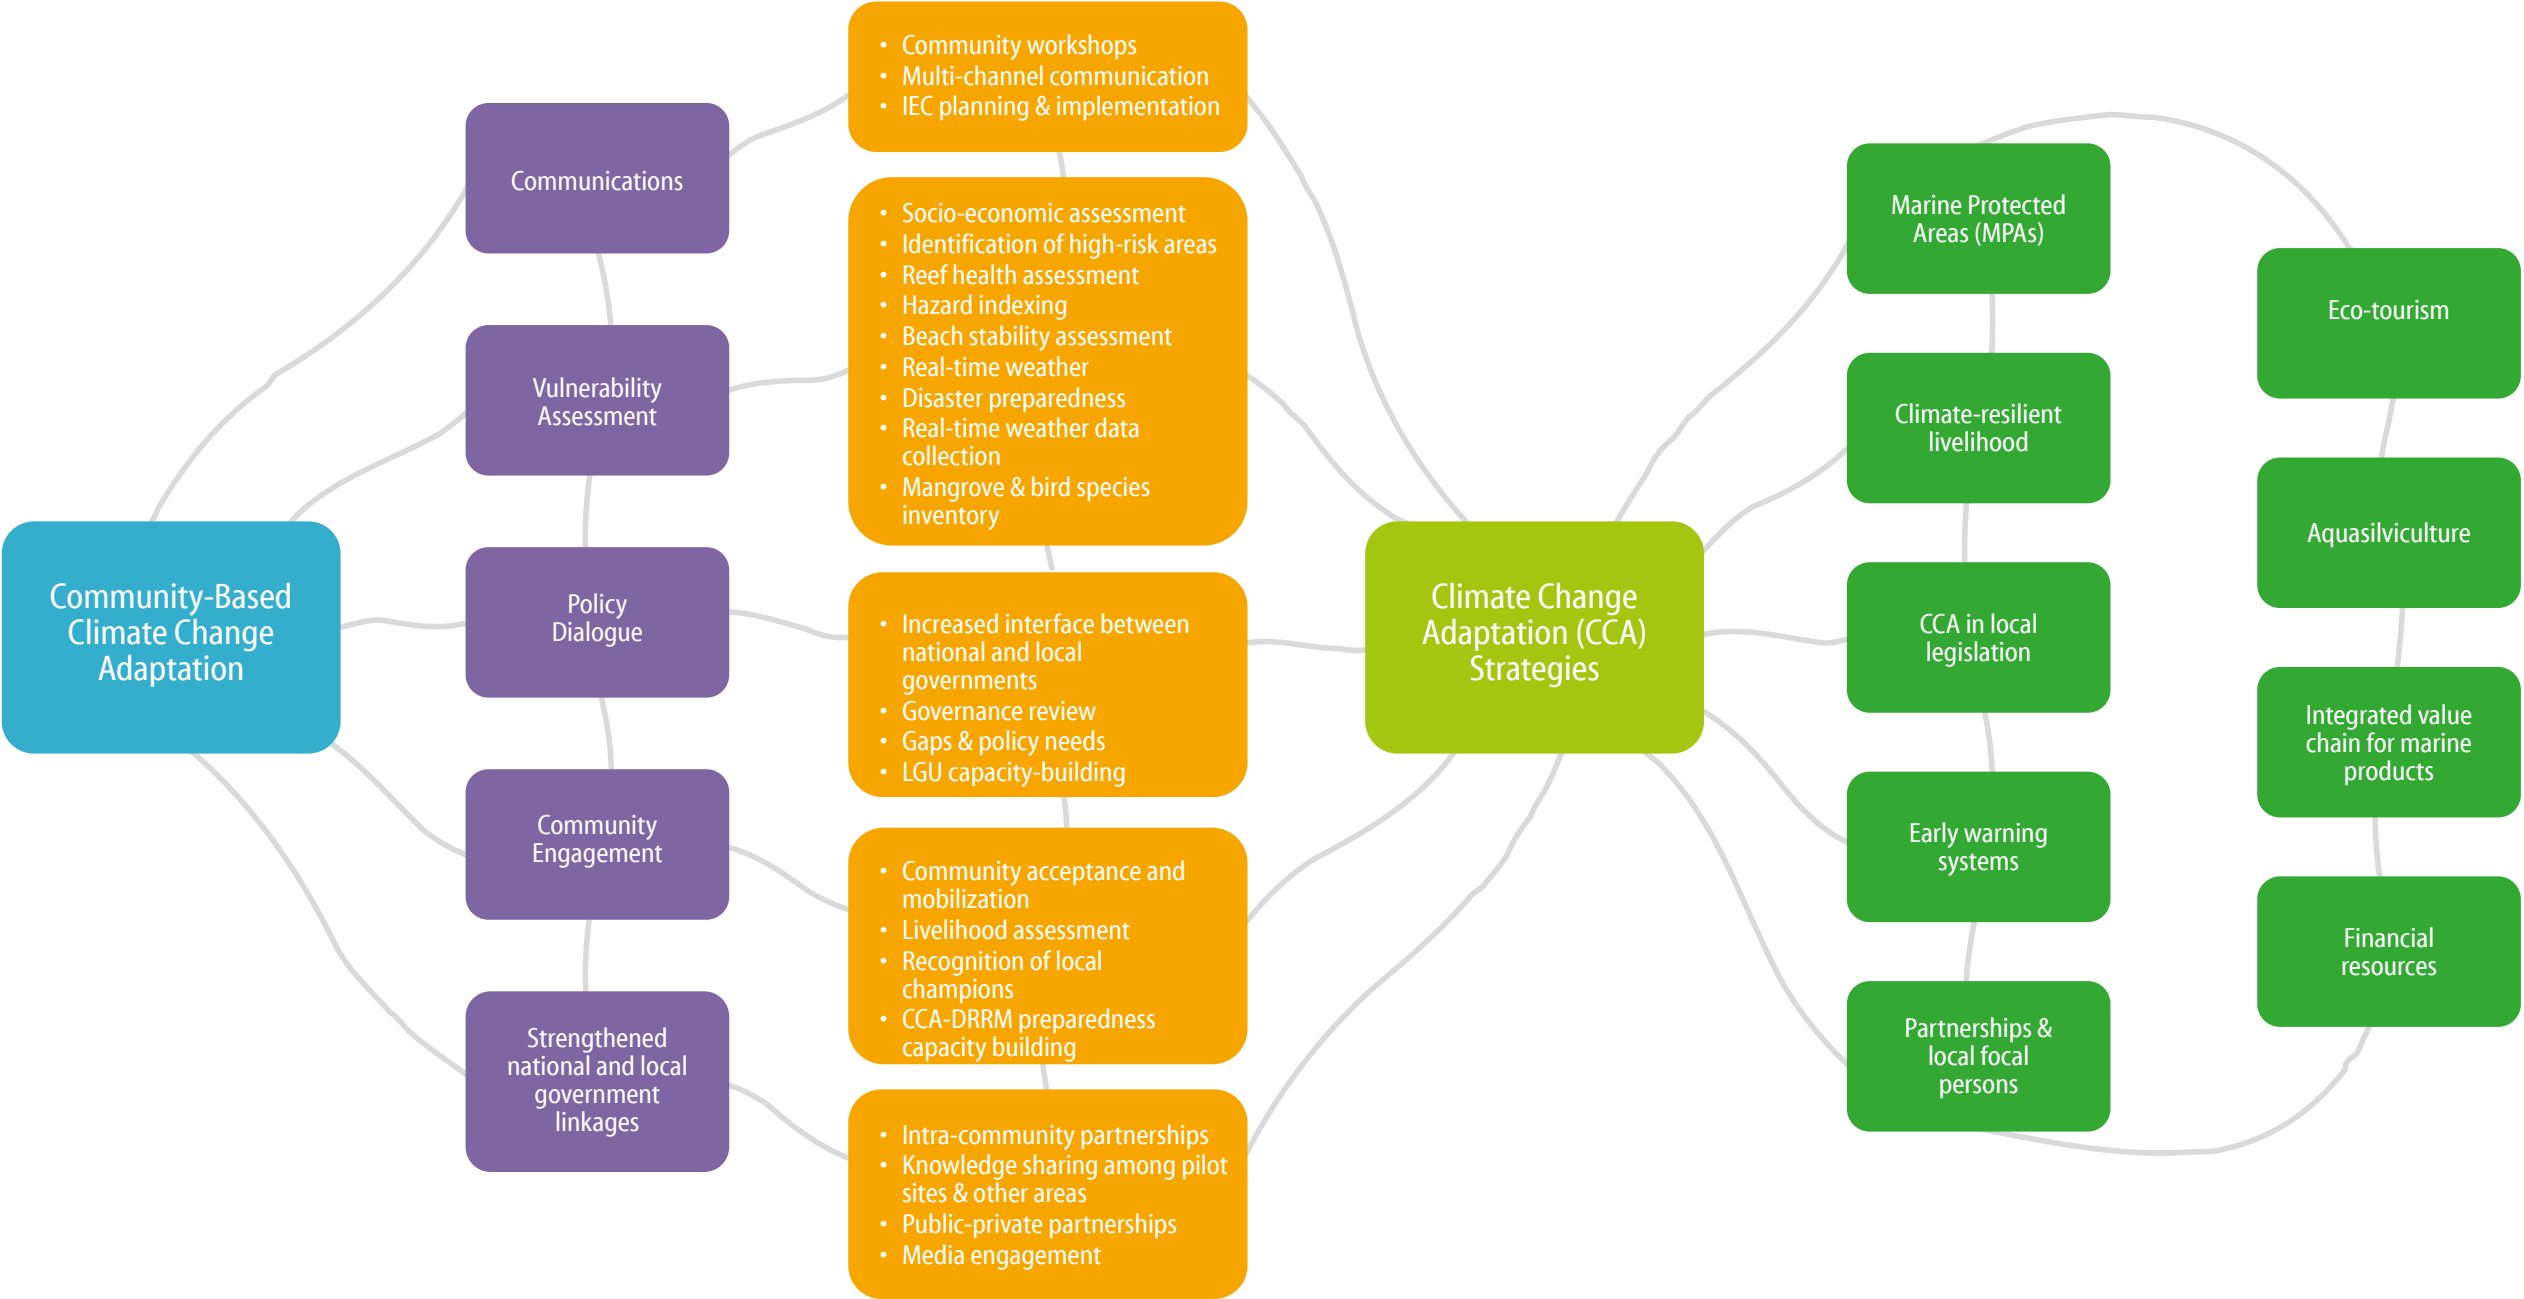 Community-Based
Climate Change
Adaptation
Communications
Vulnerability
Assessment
Policy
Dialogue
Community
Engagement
Strengthened
national and local
government
linkages
• Community workshops
• Multi-channel communication
• IEC planning & implementation
• Socio-economic assessment
• Identification of high-risk areas
• Reef health assessment
• Hazard indexing
• Beach stability assessment
• Real-time weather
• Disaster preparedness
• Real-time weather data
collection
• Mangrove & bird species
inventory
• Increased interface between
national and local
governments
• Governance review
• Gaps & policy needs
• LGU capacity-building
• Community acceptance and
mobilization
• Livelihood assessment
• Recognition of local
champions
• CCA-DRRM preparedness
capacity building
• Intra-community partnerships
• Knowledge sharing among pilot
sites & other areas
• Public-private partnerships
• Media engagement
Climate Change
Adaptation (CCA)
Strategies
Marine Protected
Areas (MPAs)
Climate-resilient
livelihood
CCA in local
legislation
Early warning
systems
Partnerships &
local focal
persons
Eco-tourism
Aquasilviculture
Integrated value
chain for marine
products
Financial
resources